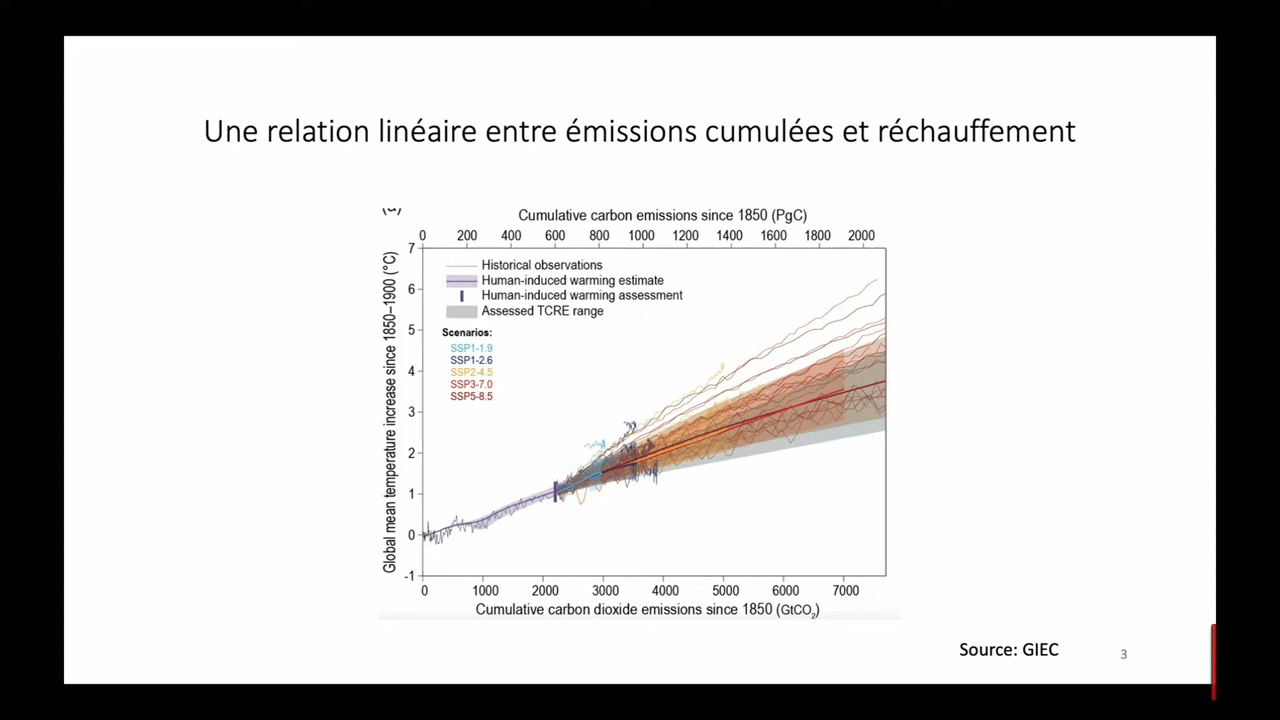 Une relation linéaire entre émissions cumulées et réchauffement
Cumulative carbon emissions since 1850 (PgC)
0 200 400 600 800 1000 1200 1400 1600 1800 2000
Global mean temperature increase since 1850–1900 (°C)
7
6
5
4
3
2
1
0
-1
Historical observations
Human-induced warming estimate
Human-induced warming assessment
Assessed TCRE range
Scenarios:
SSP1-1.9
SSP1-2.6
SSP2-4.5
SSP3-7.0
SSP5-8.5
0 1000 2000 3000 4000 5000 6000 7000
Cumulative carbon dioxide emissions since 1850 (GtCO₂)
Source: GIEC
3